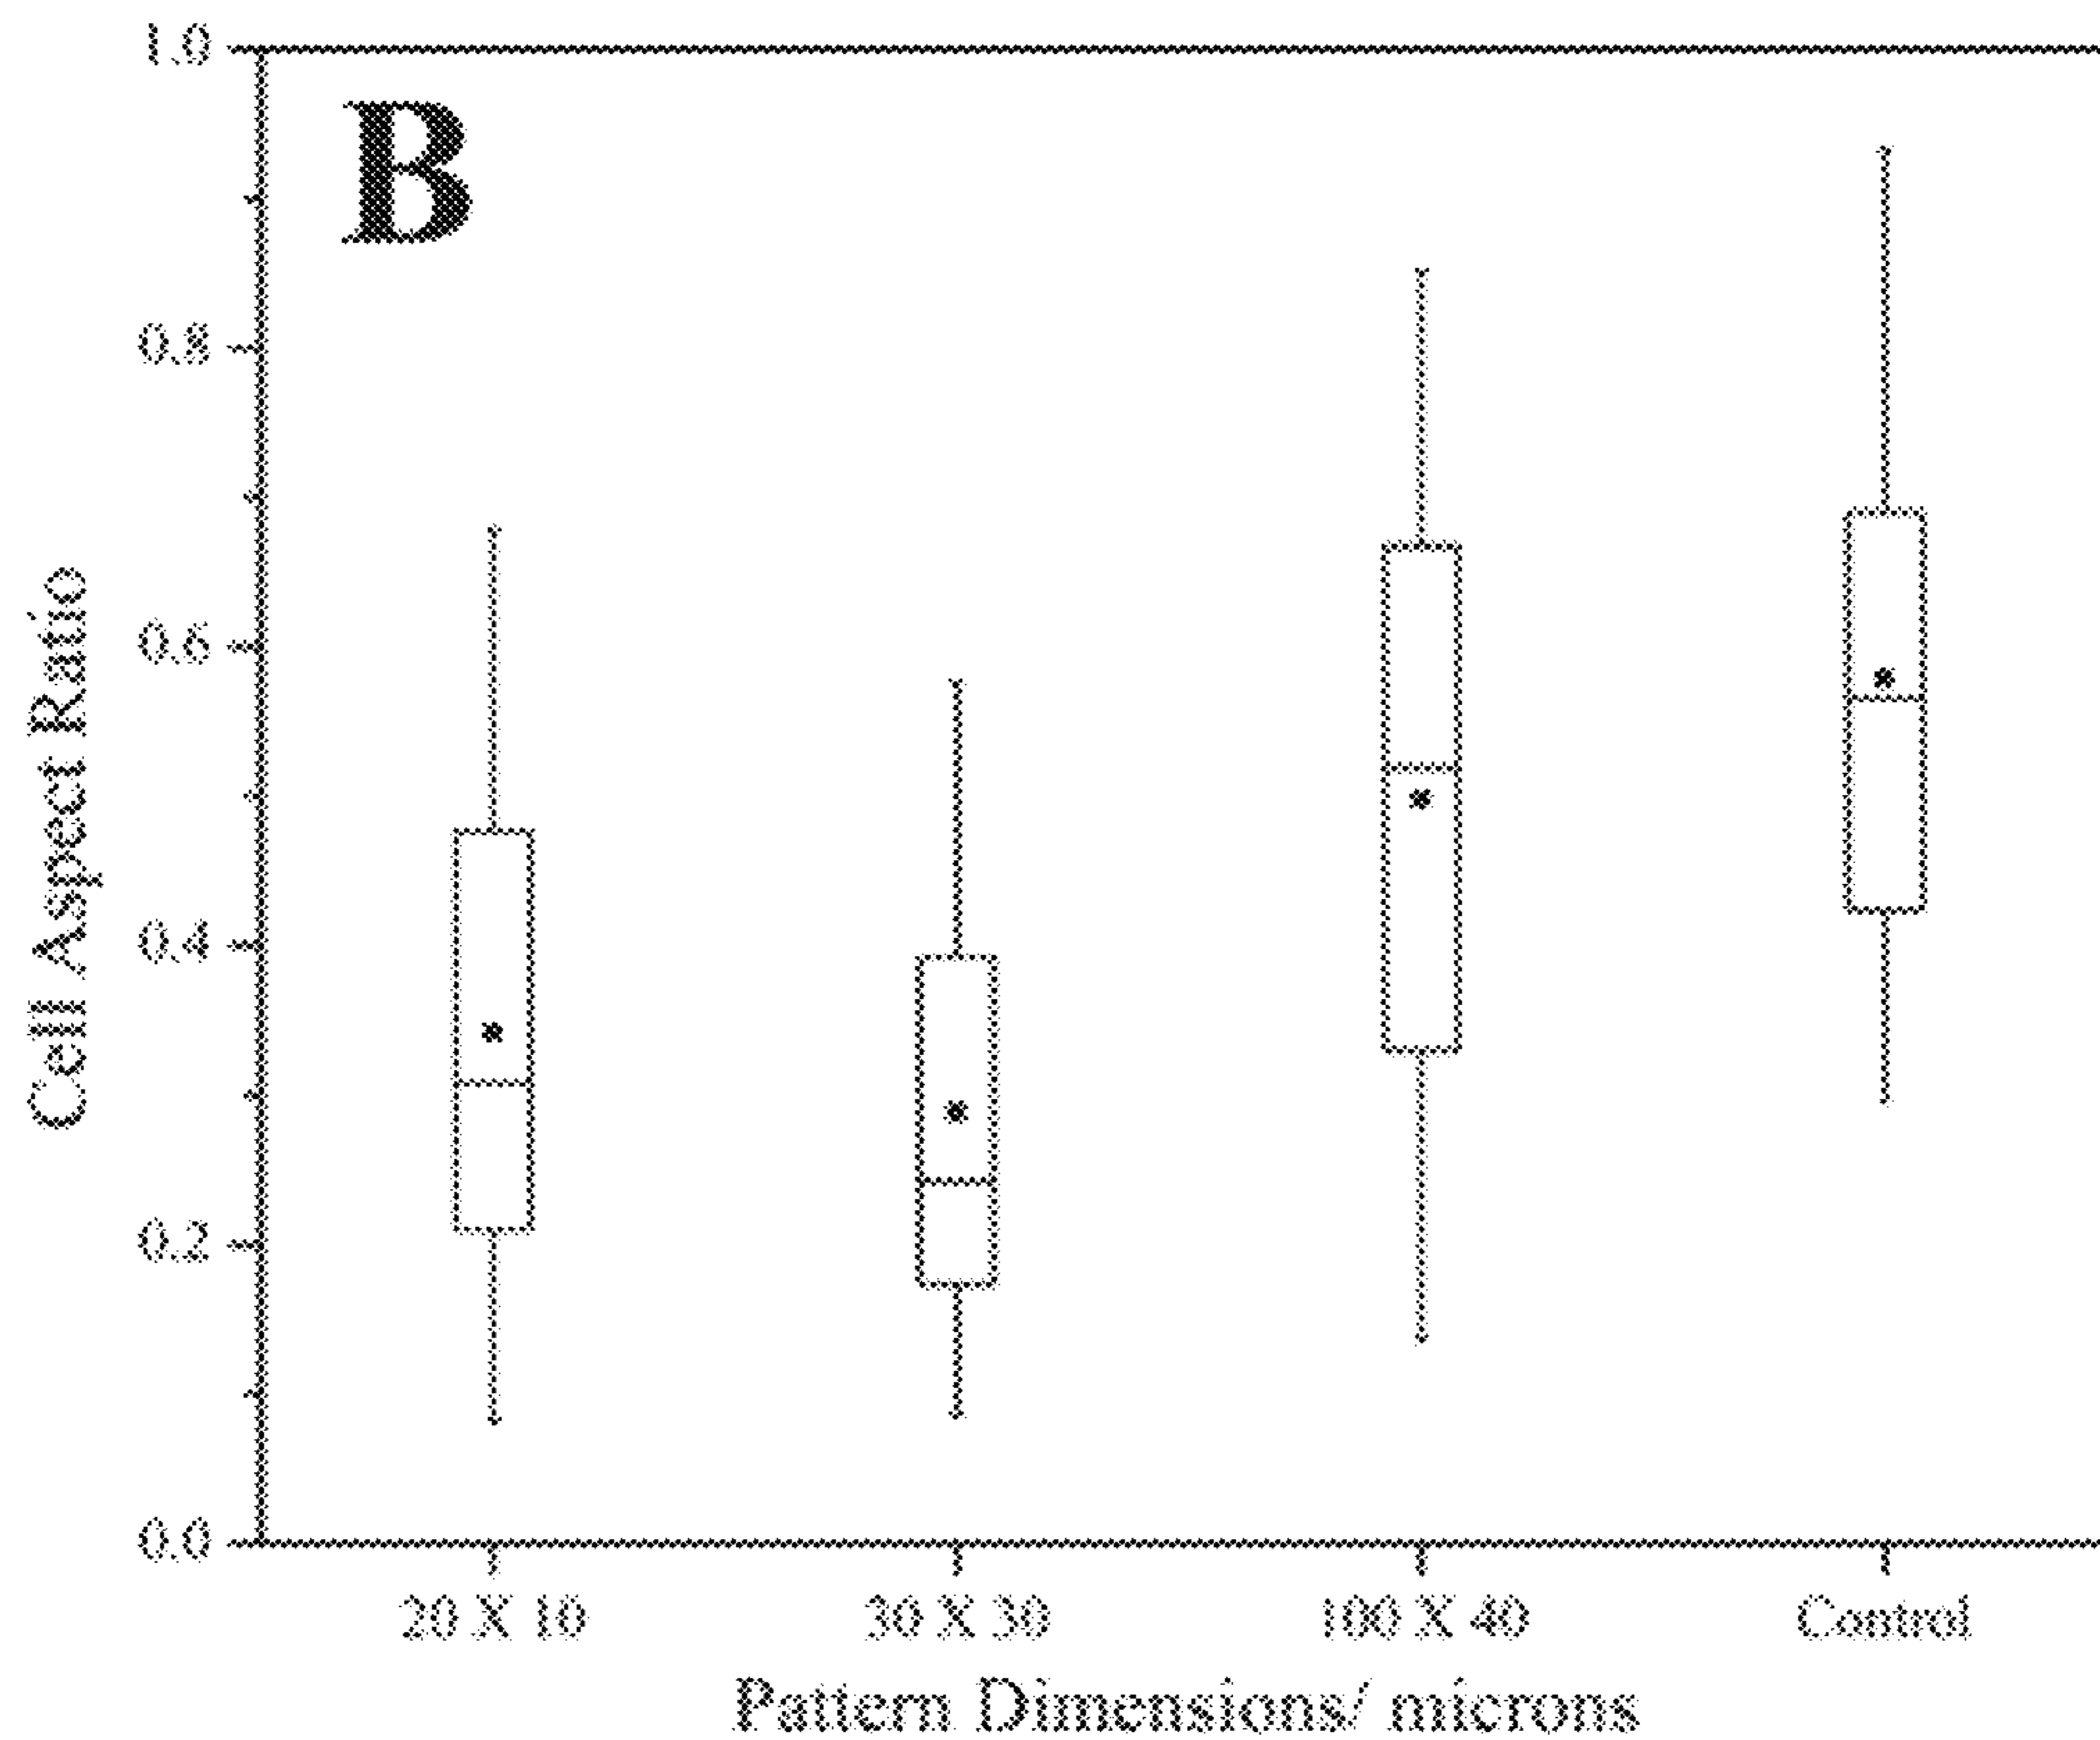 1.0
B
0.8
0.6
0.4
0.2
0.0
Cell Aspect Ratio
20 X 10
30 X 30
100 X 40
Control
Pattern Dimensions/ microns